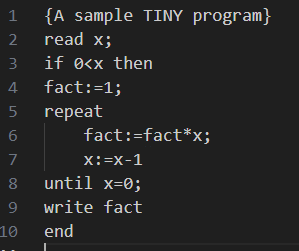 1 {A sample TINY program}
2 read x;
3 if 0<x then
4 fact:=1;
5 repeat
6     fact:=fact*x;
7     x:=x-1
8 until x=0;
9 write fact
10 end